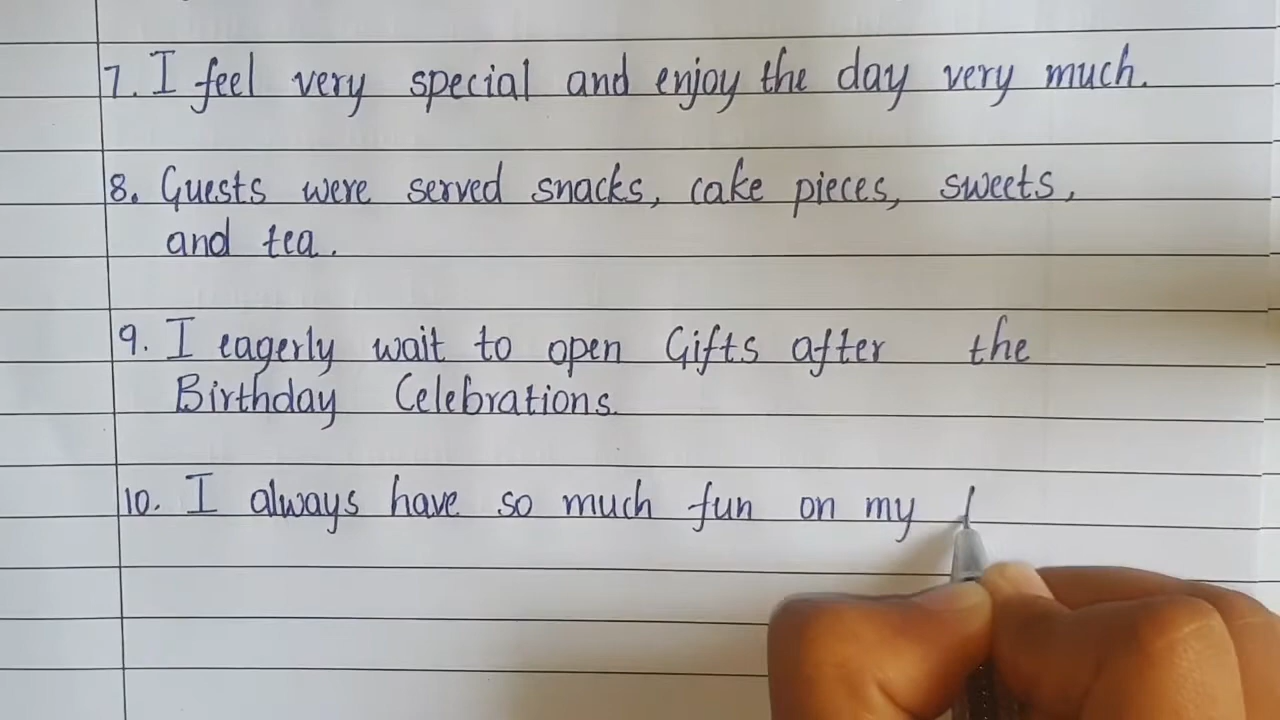 7. I feel very special and enjoy the day very much.
8. Guests were served snacks, cake pieces, sweets,
and tea.
9. I eagerly wait to open Gifts after the
Birthday Celebrations.
10. I always have so much fun on my